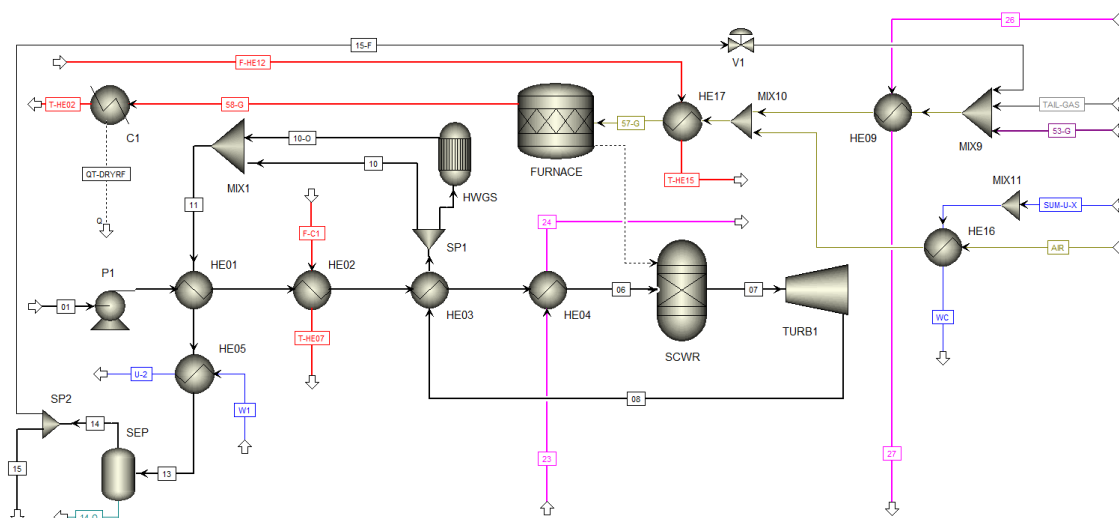 26
15-F
V1
F-HE12
TAIL-GAS
T-HE02
58-G
HE17
MIX10
57-G
53-G
C1
HE09
MIX9
10-O
FURNACE
T-HE15
QT-DRYRF
10
HWGS
MIX11
MIX1
SUM-U-X
Q
11
F-C1
24
SP1
HE16
AIR
P1
HE01
HE02
01
06
07
HE03
HE04
WC
TURB1
SCWR
T-HE07
HE05
U-2
SP2
W1
08
14
SEP
15
23
27
13
14-O